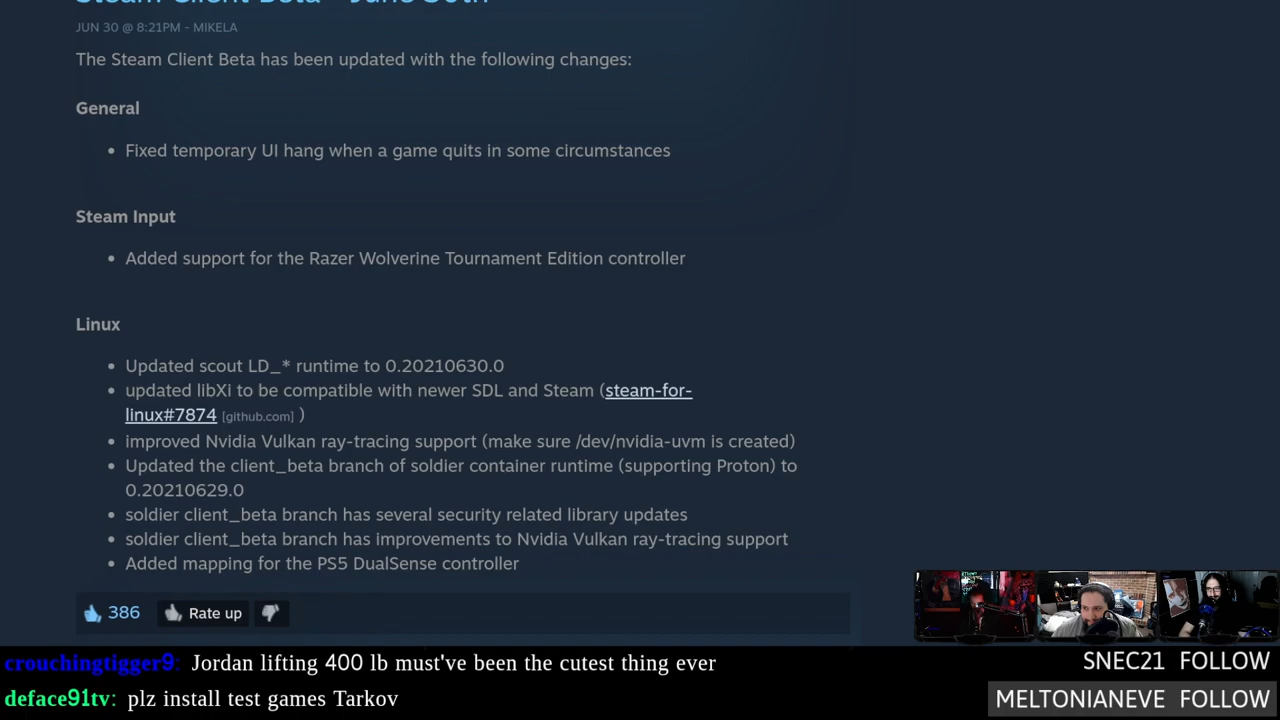 Steam Client Beta - June 30th
JUN 30 @ 8:21PM - MIKELA
The Steam Client Beta has been updated with the following changes:
General
• Fixed temporary UI hang when a game quits in some circumstances
Steam Input
• Added support for the Razer Wolverine Tournament Edition controller
Linux
• Updated scout LD_* runtime to 0.20210630.0
• updated libXi to be compatible with newer SDL and Steam (steam-for-
linux#7874 [github.com] )
• improved Nvidia Vulkan ray-tracing support (make sure /dev/nvidia-uvm is created)
• Updated the client_beta branch of soldier container runtime (supporting Proton) to
0.20210629.0
• soldier client_beta branch has several security related library updates
• soldier client_beta branch has improvements to Nvidia Vulkan ray-tracing support
• Added mapping for the PS5 DualSense controller
386 Rate up
crouchingtigger9: Jordan lifting 400 lb must've been the cutest thing ever
deface91tv: plz install test games Tarkov
SNEC21 FOLLOW
MELTONIANEVE FOLLOW